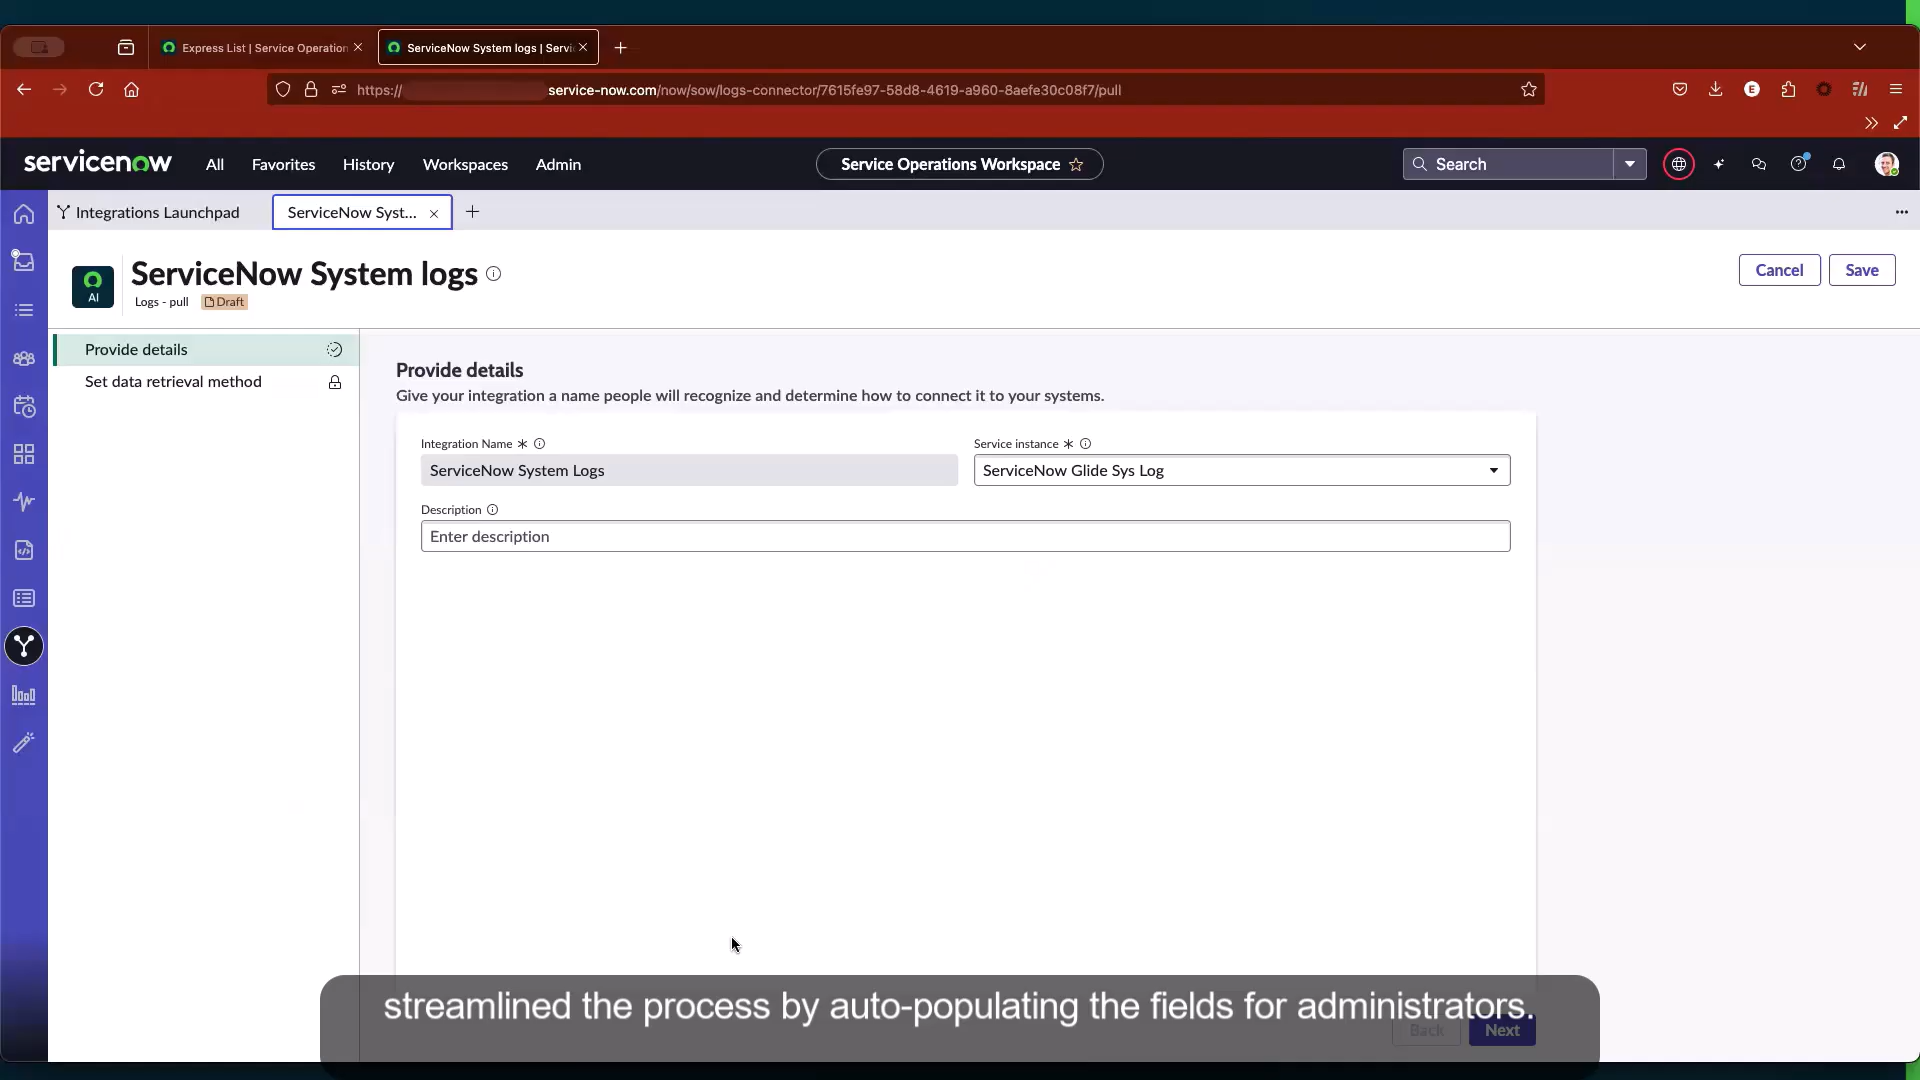 Express List | Service Operation
ServiceNow System logs | Servi
https://
service-now.com/now/sow/logs-connector/7615fe97-58d8-4619-a960-8aefe30c08f7/pull
servicenow
All
Favorites
History
Workspaces
Admin
Service Operations Workspace
Search
Integrations Launchpad
ServiceNow Syst...
AI
ServiceNow System logs
Logs - pull
Draft
Cancel
Save
Provide details
Set data retrieval method
Provide details
Give your integration a name people will recognize and determine how to connect it to your systems.
Integration Name *
Service instance *
ServiceNow System Logs
ServiceNow Glide Sys Log
Description
Enter description
streamlined the process by auto-populating the fields for administrators.
Back
Next